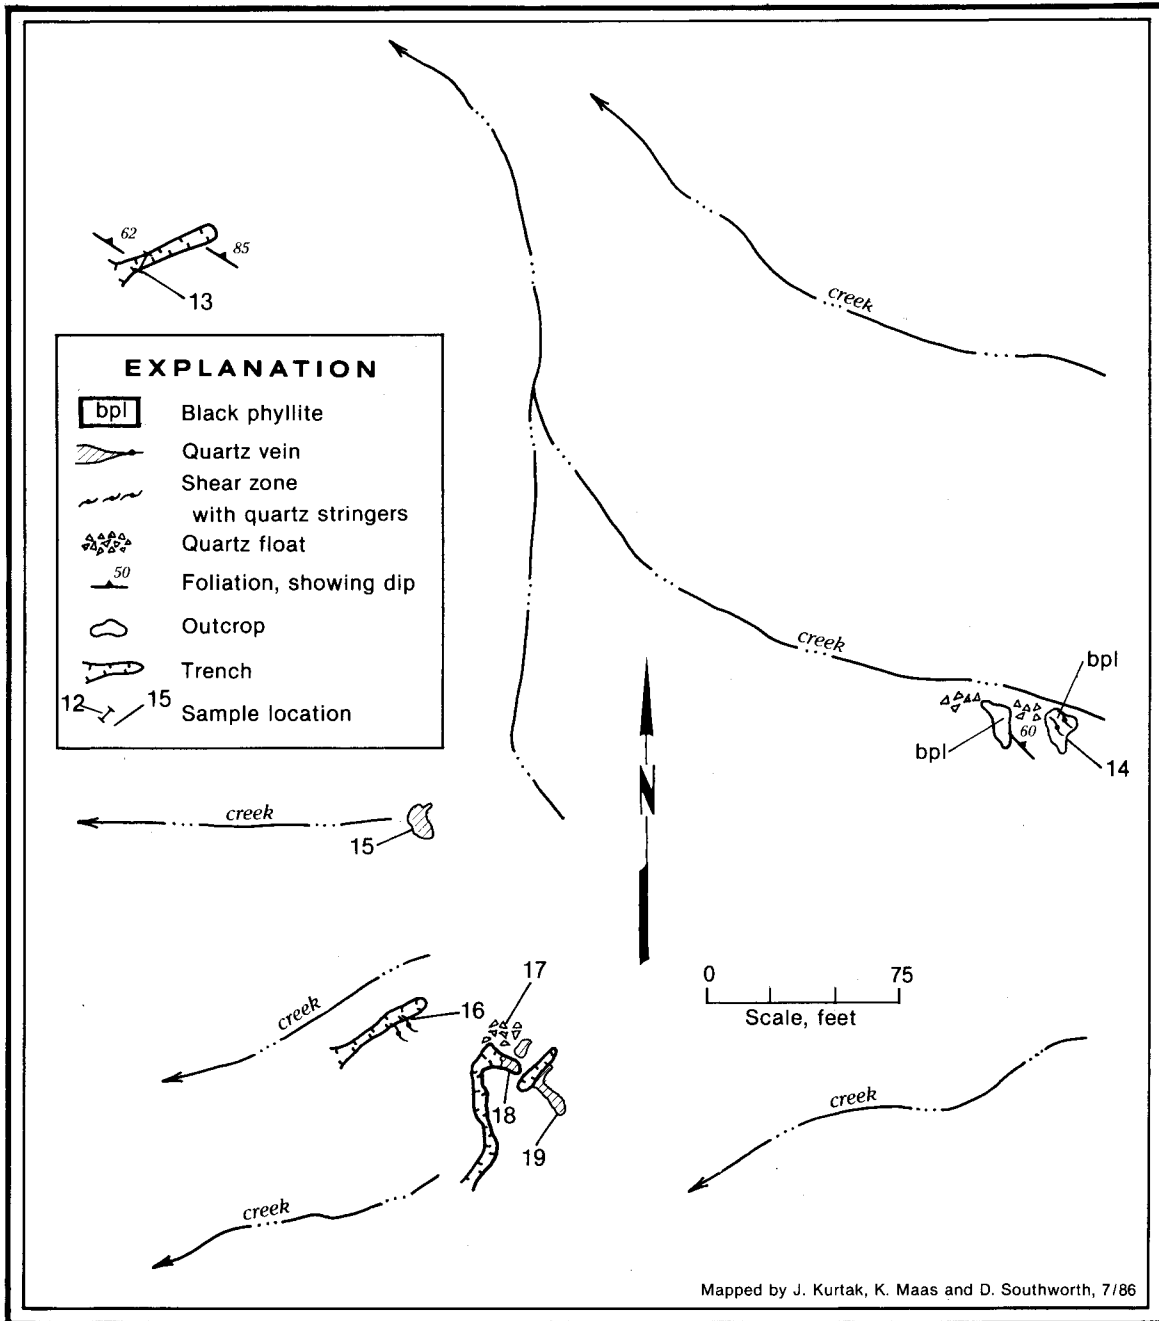 creek
62
85
13
EXPLANATION
bpl Black phyllite
Quartz vein
Shear zone
with quartz stringers
Quartz float
50 Foliation, showing dip
Outcrop
Trench
12 15 Sample location
creek
bpl
bpl
60
14
N
creek
15
0 75
Scale, feet
17
16
creek
18
19
creek
creek
Mapped by J. Kurtak, K. Maas and D. Southworth, 7/86